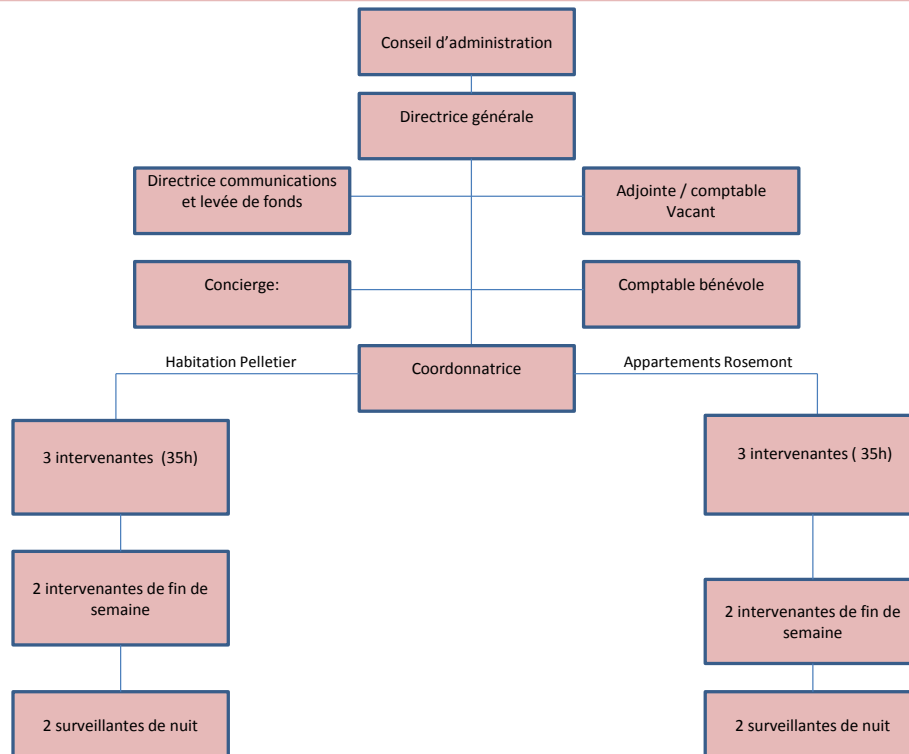 Conseil d’administration
Directrice générale
Directrice communications
et levée de fonds
Adjointe / comptable
Vacant
Concierge:
Comptable bénévole
Habitation Pelletier
Coordonnatrice
Appartements Rosemont
3 intervenantes (35h)
3 intervenantes ( 35h)
2 intervenantes de fin de
semaine
2 intervenantes de fin de
semaine
2 surveillantes de nuit
2 surveillantes de nuit